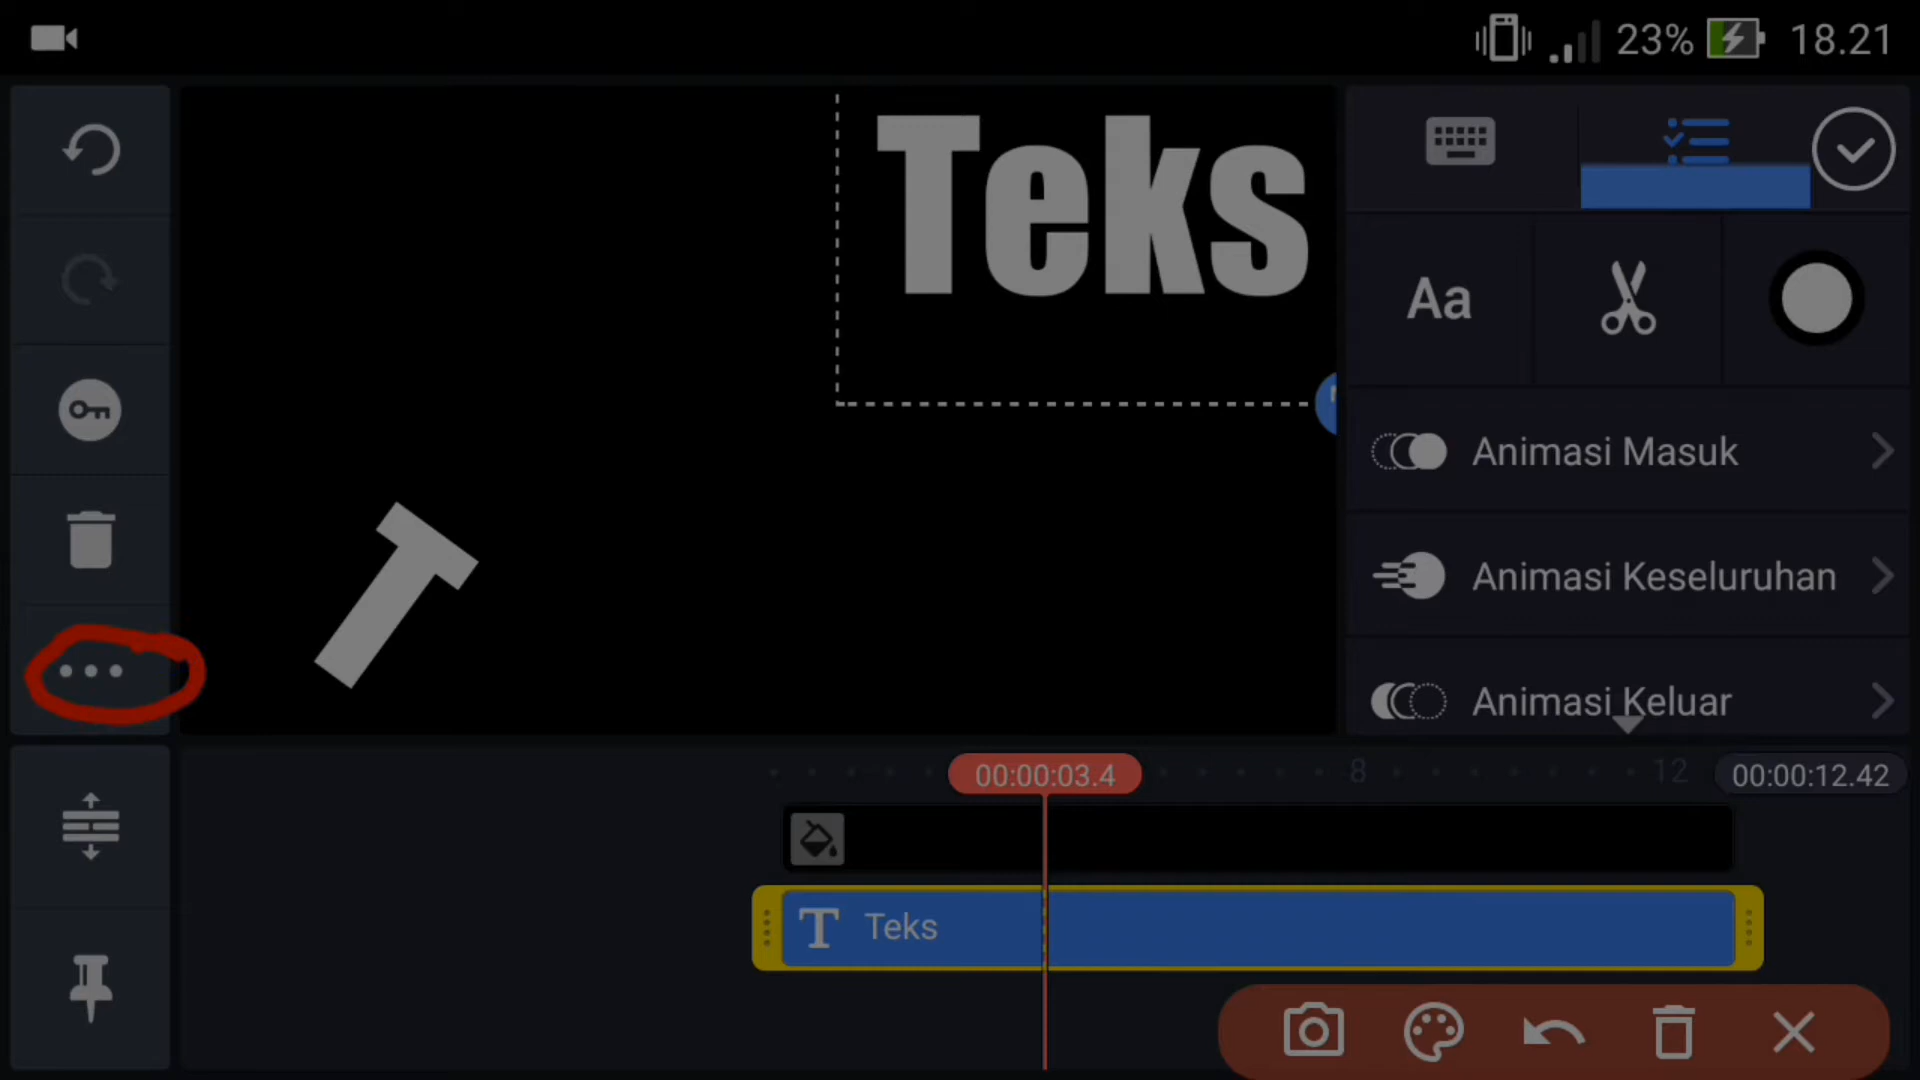 23% 18.21
Teks
T
Aa
Animasi Masuk
Animasi Keseluruhan
Animasi Keluar
00:00:03.4 8 12 00:00:12.42
T Teks